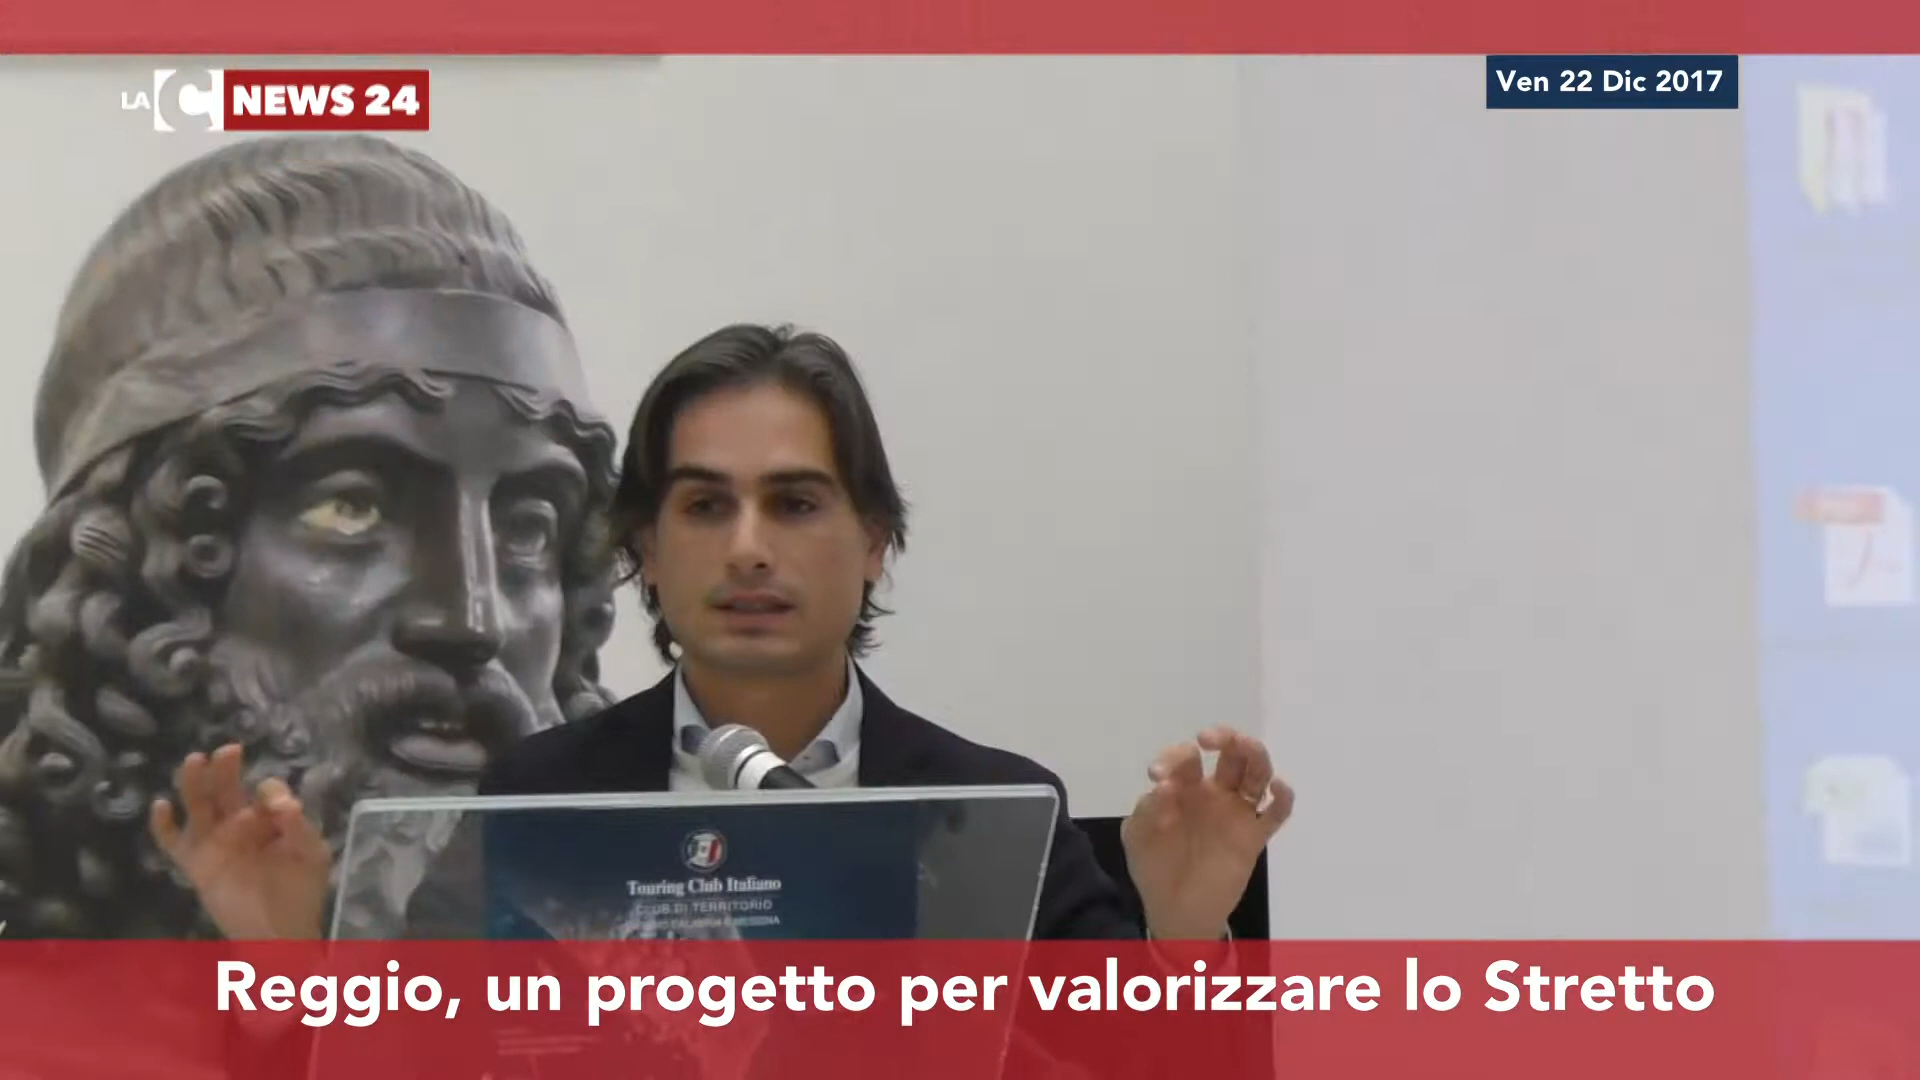 LA C NEWS 24
Ven 22 Dic 2017
Touring Club Italiano
CLUB DI TERRITORIO
Reggio, un progetto per valorizzare lo Stretto